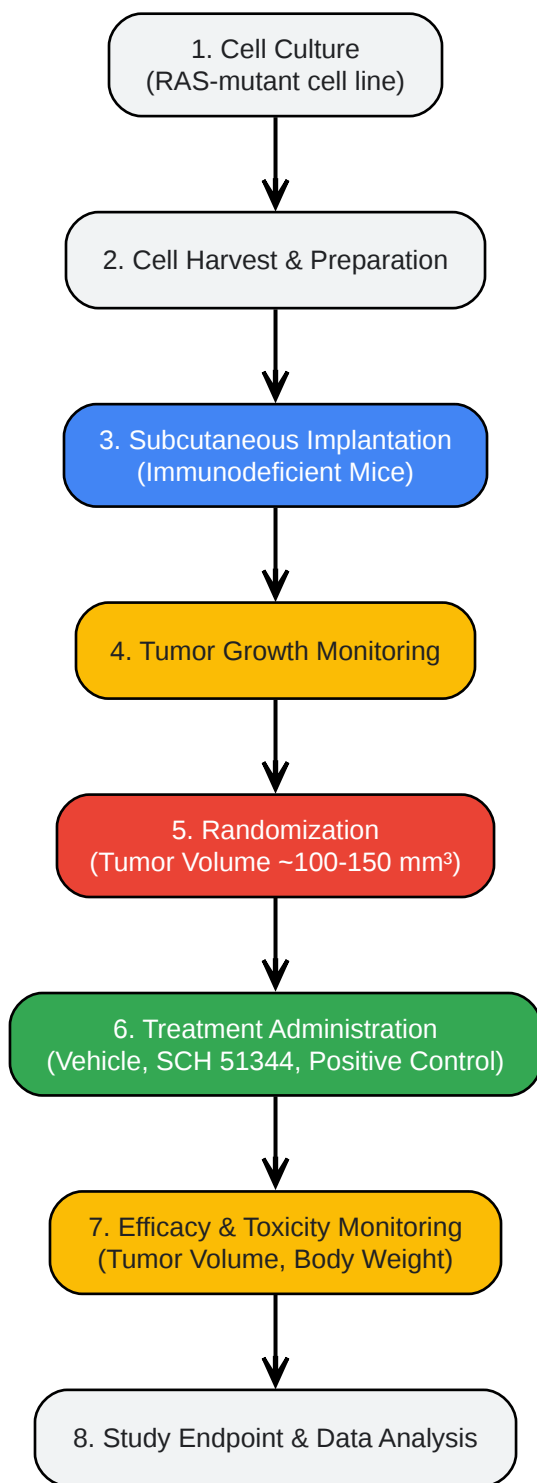 1. Cell Culture
(RAS-mutant cell line)
2. Cell Harvest & Preparation
3. Subcutaneous Implantation
(Immunodeficient Mice)
4. Tumor Growth Monitoring
5. Randomization
(Tumor Volume ~100-150 mm³)
6. Treatment Administration
(Vehicle, SCH 51344, Positive Control)
7. Efficacy & Toxicity Monitoring
(Tumor Volume, Body Weight)
8. Study Endpoint & Data Analysis